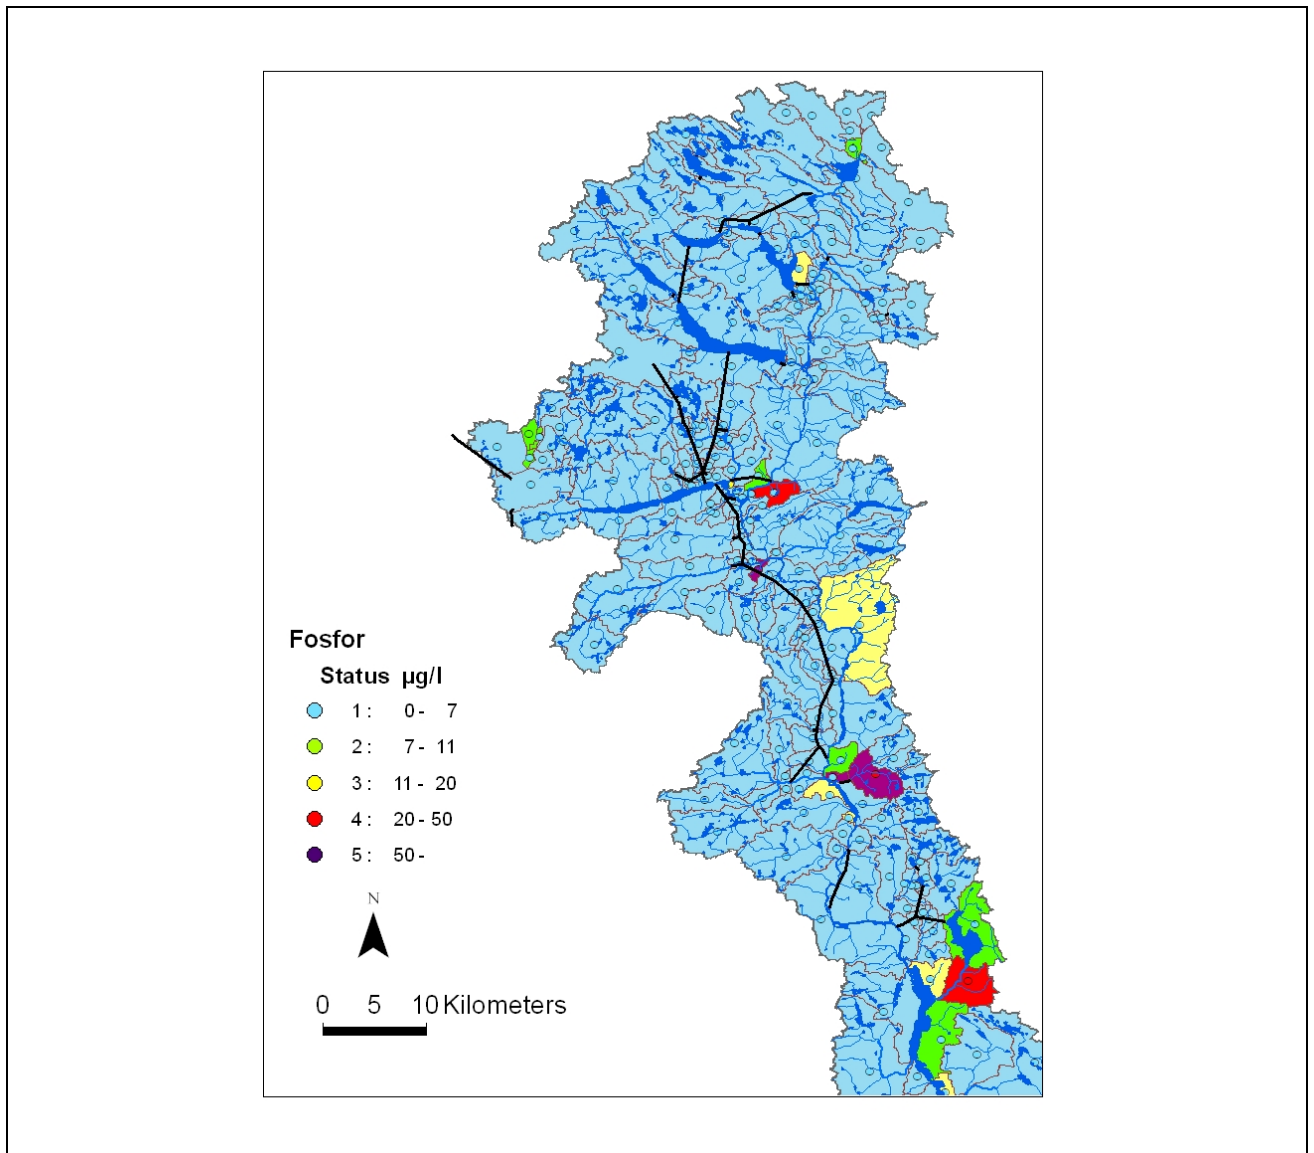 Fosfor
Status µg/l
1 : 0 - 7
2 : 7 - 11
3 : 11 - 20
4 : 20 - 50
5 : 50 -
N
0 5 10 Kilometers